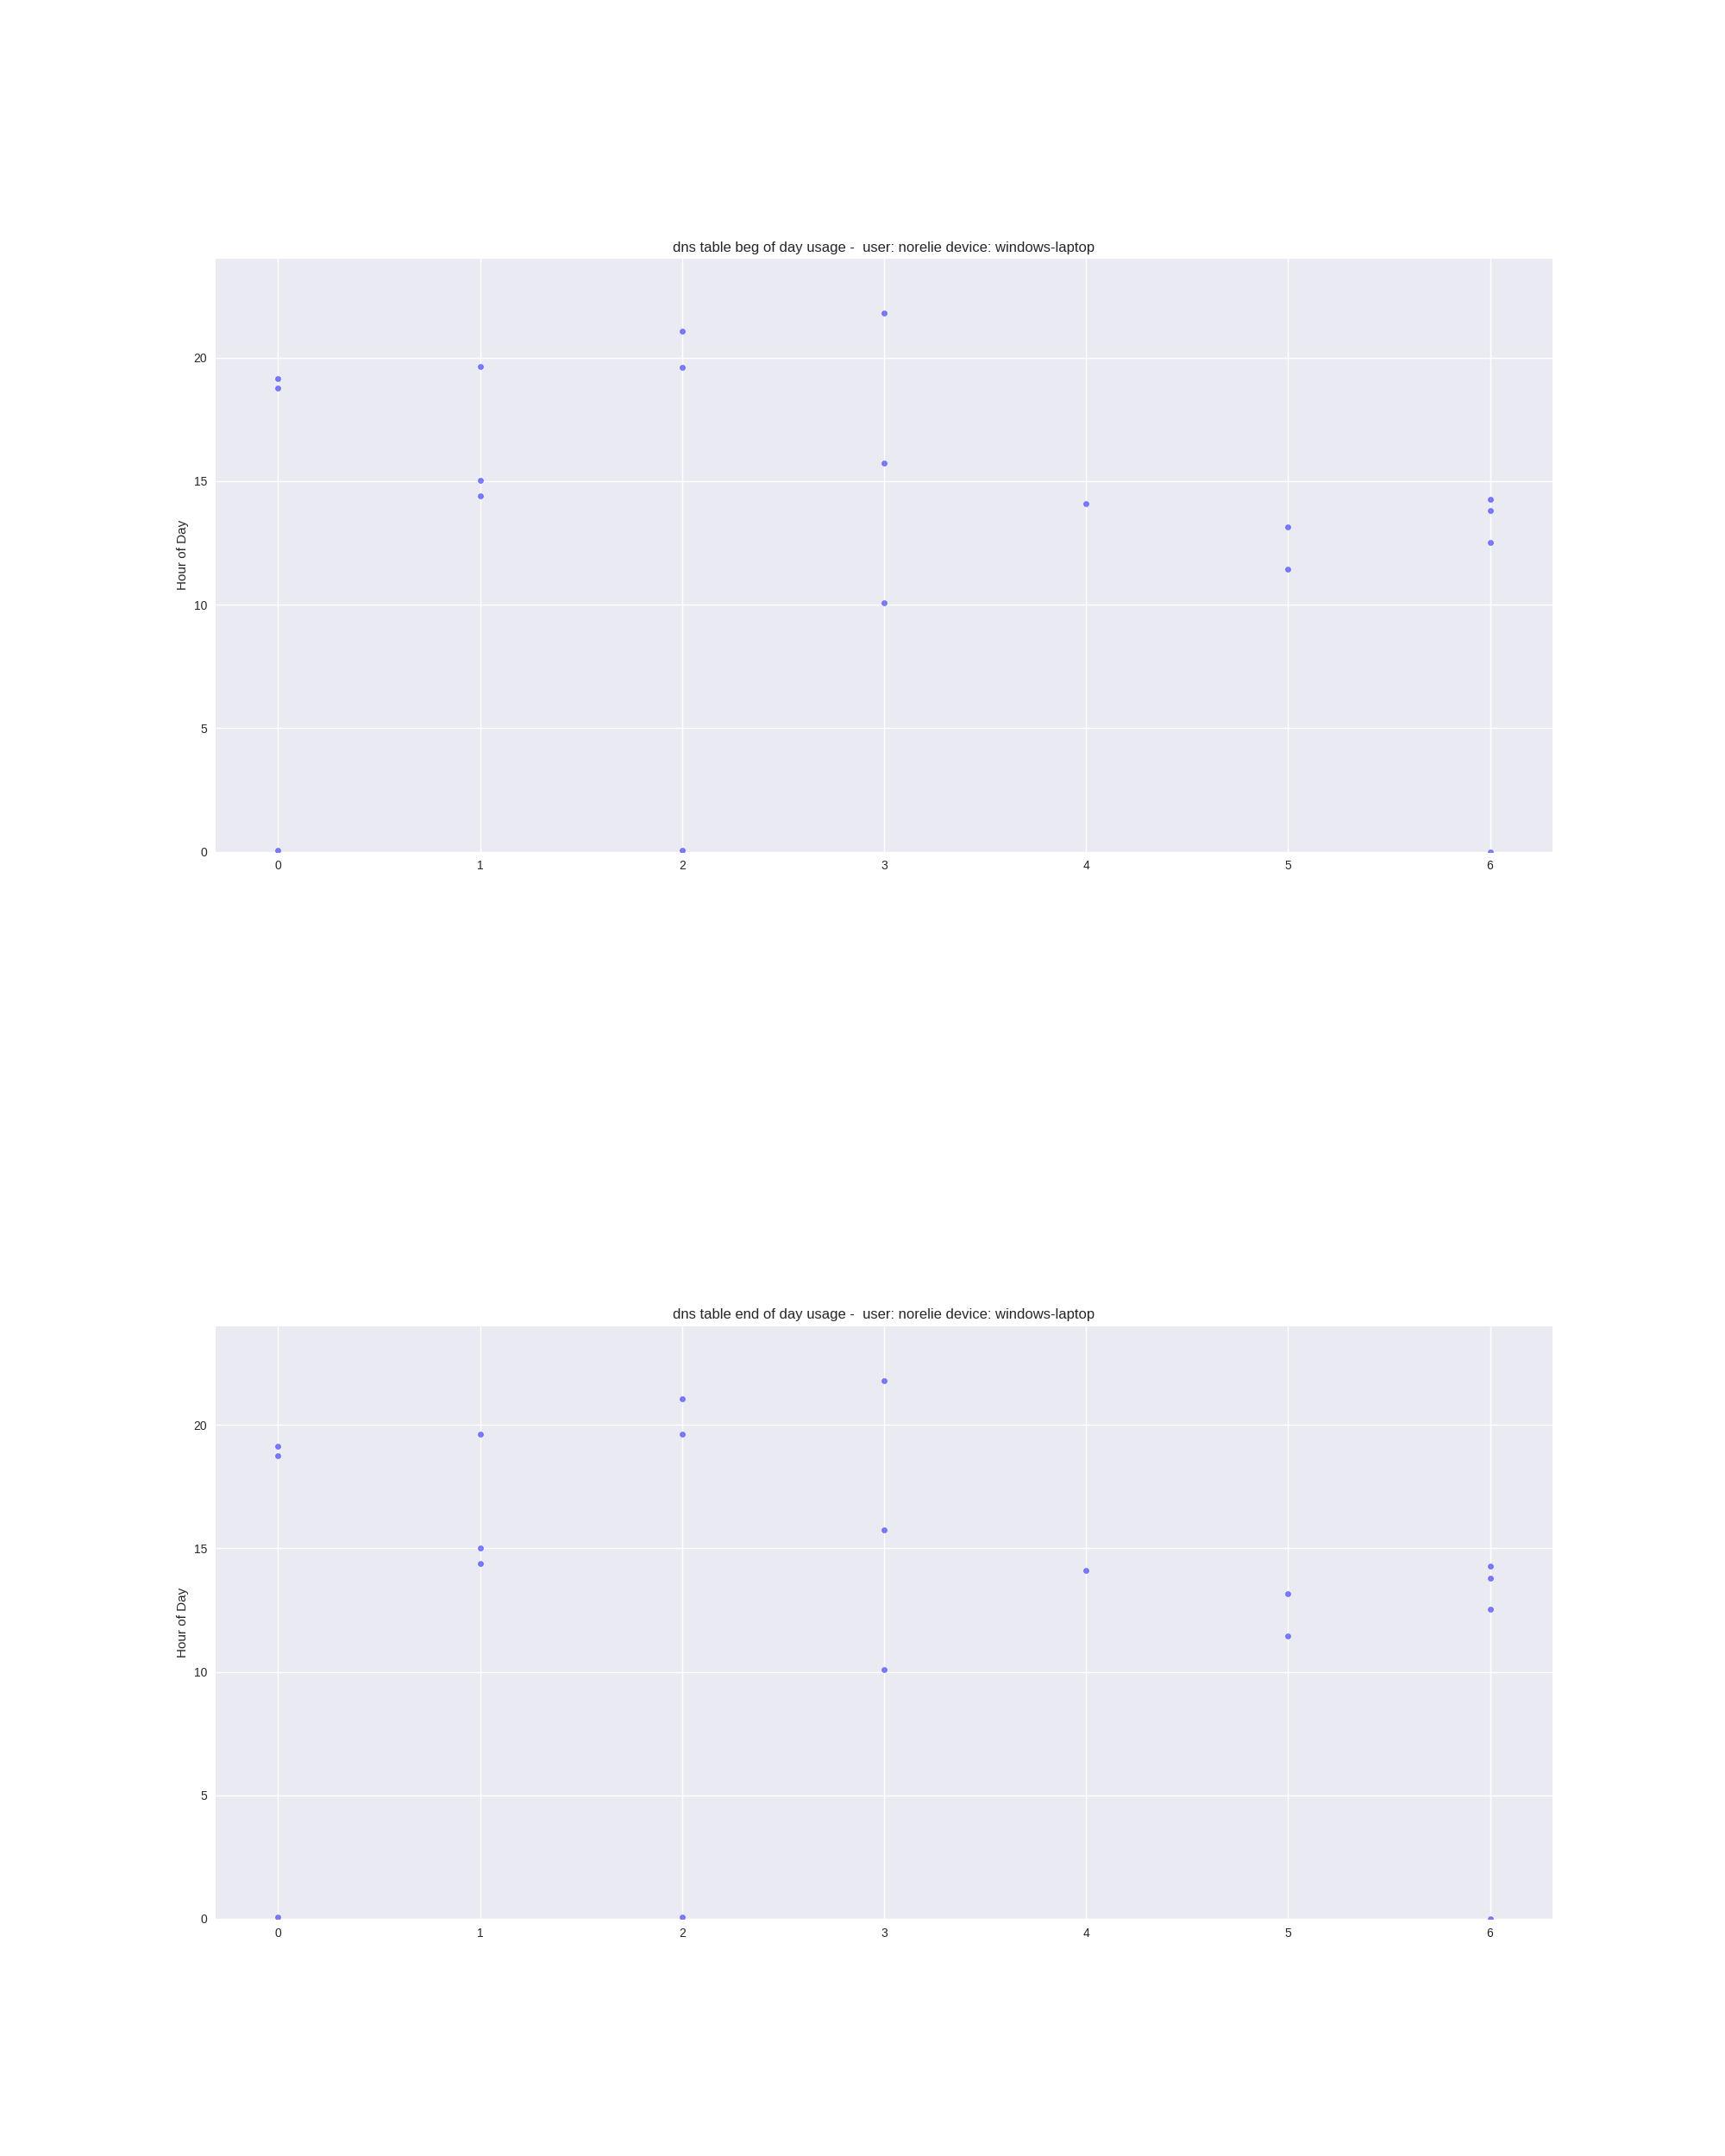 dns table beg of day usage -  user: norelie device: windows-laptop
Hour of Day
20
15
10
5
0
0 1 2 3 4 5 6
dns table end of day usage -  user: norelie device: windows-laptop
Hour of Day
20
15
10
5
0
0 1 2 3 4 5 6